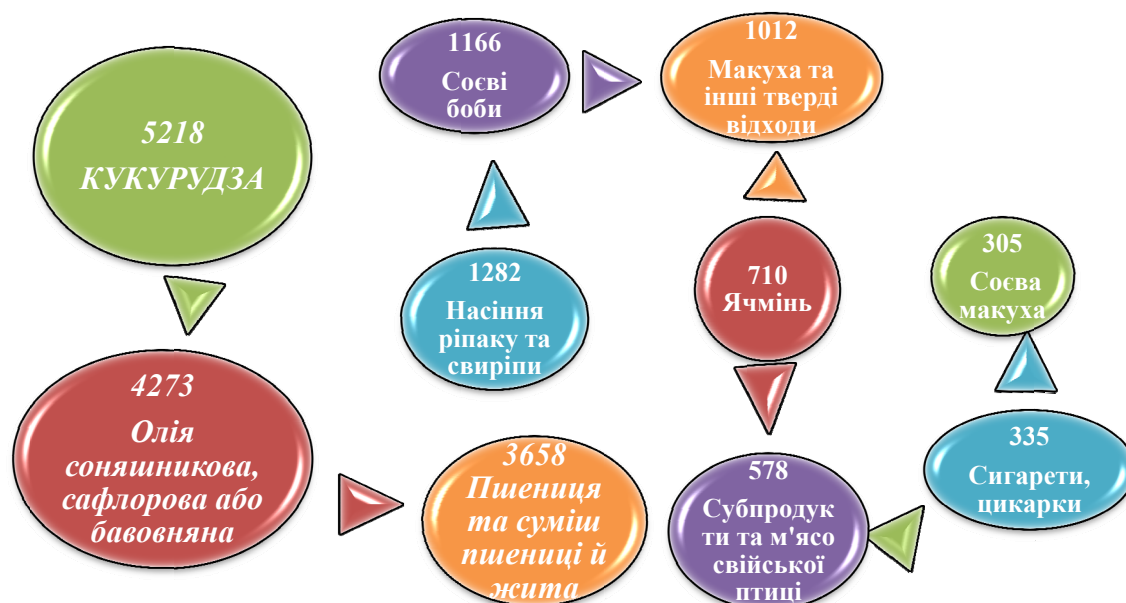 5218
КУКУРУДЗА
4273
Олія
соняшникова,
сафлорова або
бавовняна
3658
Пшениця
та суміш
пшениці й
жита
1282
Насіння
ріпаку та
свиріпи
1166
Соєві
боби
1012
Макуха та
інші тверді
відходи
710
Ячмінь
578
Субпродук
ти та м'ясо
свійської
птиці
335
Сигарети,
цикарки
305
Соєва
макуха